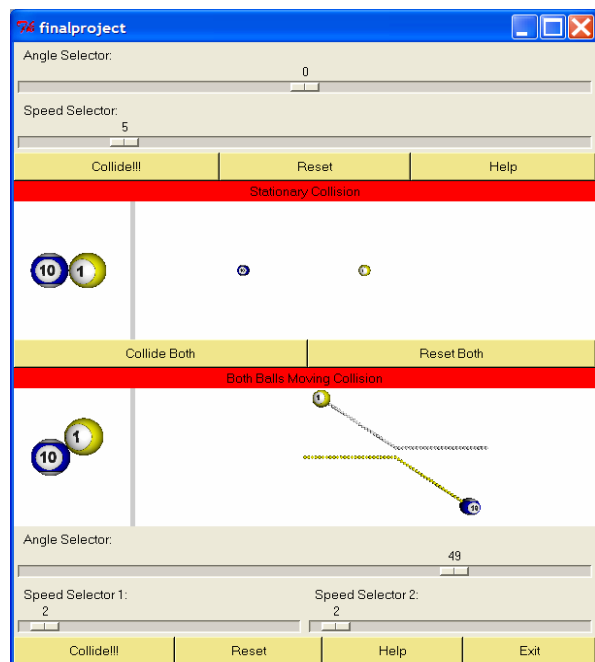 finalproject
Angle Selector:
0
Speed Selector:
5
Collide!!! Reset Help
Stationary Collision
10 1 10 1
Collide Both Reset Both
Both Balls Moving Collision
1
1
10
10
Angle Selector:
49
Speed Selector 1: Speed Selector 2:
2 2
Collide!!! Reset Help Exit